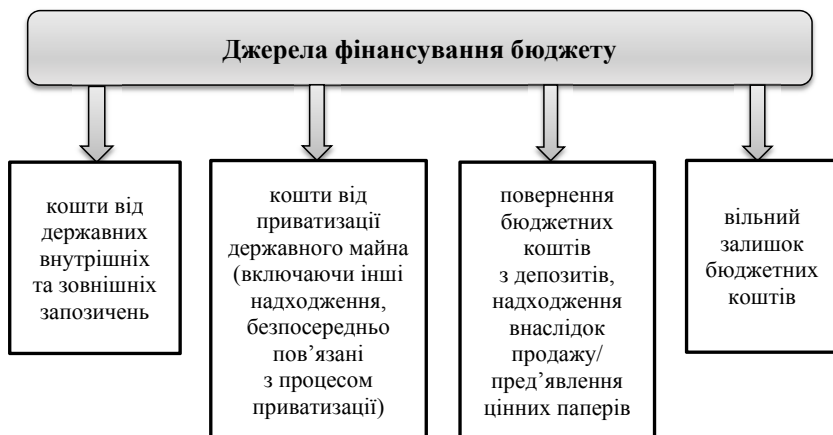 Джерела фінансування бюджету
кошти від
державних
внутрішніх
та зовнішніх
запозичень
кошти від
приватизації
державного майна
(включаючи інші
надходження,
безпосередньо
пов’язані
з процесом
приватизації)
повернення
бюджетних
коштів
з депозитів,
надходження
внаслідок
продажу/
пред’явлення
цінних паперів
вільний
залишок
бюджетних
коштів